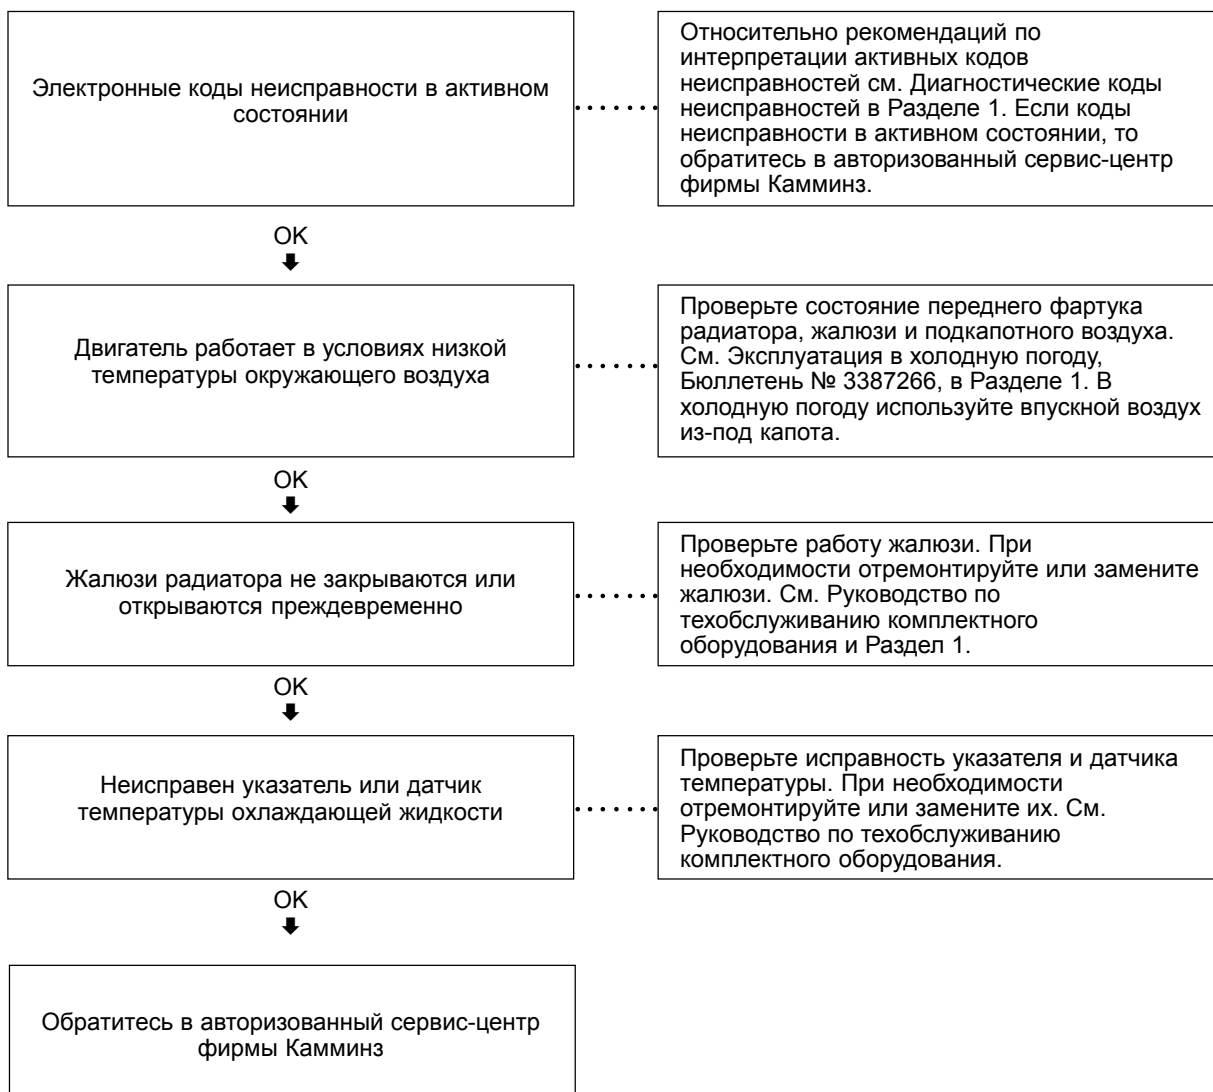 Электронные коды неисправности в активном
состоянии
Относительно рекомендаций по
интерпретации активных кодов
неисправностей см. Диагностические коды
неисправностей в Разделе 1. Если коды
неисправности в активном состоянии, то
обратитесь в авторизованный сервис-центр
фирмы Камминз.
OK
Двигатель работает в условиях низкой
температуры окружающего воздуха
Проверьте состояние переднего фартука
радиатора, жалюзи и подкапотного воздуха.
См. Эксплуатация в холодную погоду,
Бюллетень № 3387266, в Разделе 1. В
холодную погоду используйте впускной воздух
из-под капота.
OK
Жалюзи радиатора не закрываются или
открываются преждевременно
Проверьте работу жалюзи. При
необходимости отремонтируйте или замените
жалюзи. См. Руководство по
техобслуживанию комплектного
оборудования и Раздел 1.
OK
Неисправен указатель или датчик
температуры охлаждающей жидкости
Проверьте исправность указателя и датчика
температуры. При необходимости
отремонтируйте или замените их. См.
Руководство по техобслуживанию
комплектного оборудования.
OK
Обратитесь в авторизованный сервис-центр
фирмы Камминз